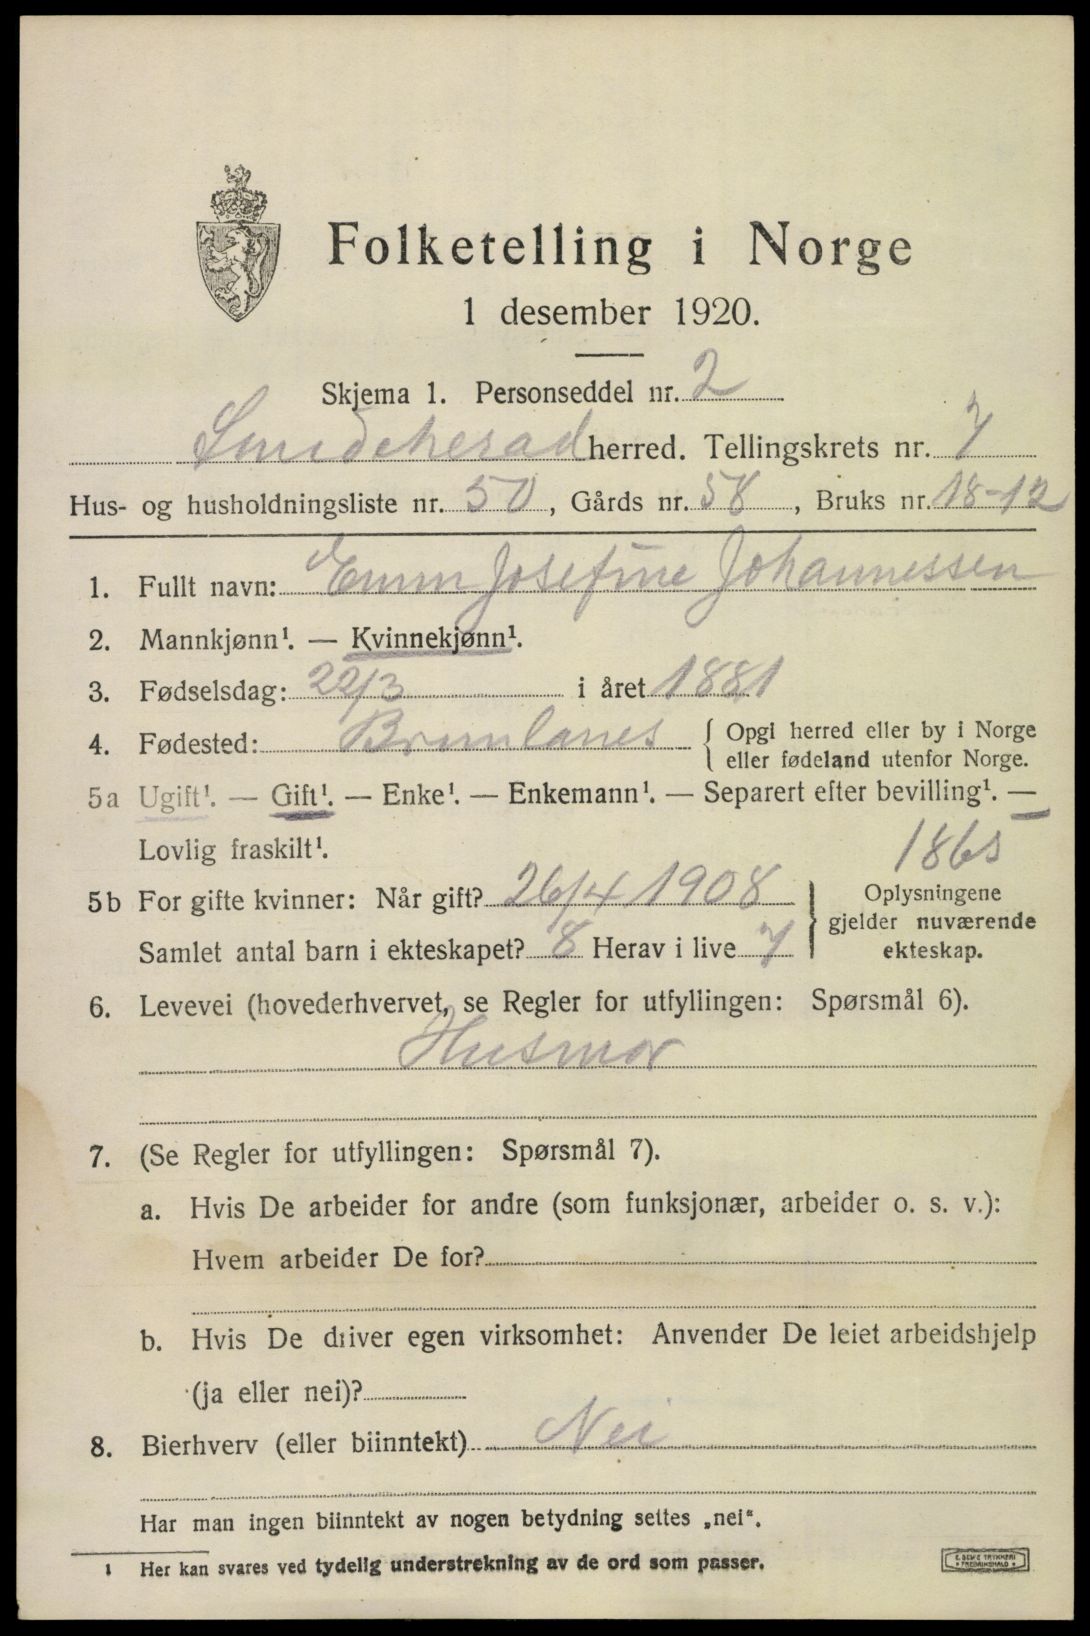 Folketelling i Norge
1 desember 1920.
Skjema 1. Personseddel nr. 2
Sandeherad herred. Tellingskrets nr. 7
Hus- og husholdningsliste nr. 50, Gårds nr. 58, Bruks nr. 18-12
1. Fullt navn: Emm Josefine Johannessen
2. Mannkjønn¹. — Kvinnekjønn¹.
3. Fødselsdag: 22/3 i året 1881
4. Fødested: Brunlanes { Opgi herred eller by i Norge
eller fødeland utenfor Norge.
5a Ugift¹. — Gift¹. — Enke¹. — Enkemann¹. — Separert efter bevilling¹. —
Lovlig fraskilt¹.
1865
5b For gifte kvinner: Når gift? 26/4 1908
Samlet antal barn i ekteskapet? 8 Herav i live 7
} Oplysningene
gjelder nuværende
ekteskap.
6. Levevei (hovederhvervet, se Regler for utfyllingen: Spørsmål 6).
Husmor
7. (Se Regler for utfyllingen: Spørsmål 7).
a. Hvis De arbeider for andre (som funksjonær, arbeider o. s. v.):
Hvem arbeider De for?
b. Hvis De driver egen virksomhet: Anvender De leiet arbeidshjelp
(ja eller nei)?
8. Bierhverv (eller biinntekt) Nei
Har man ingen biinntekt av nogen betydning settes „nei".
¹ Her kan svares ved tydelig understrekning av de ord som passer.
E. SEM'S TRYKKERI
• FREDRIKSHALD •